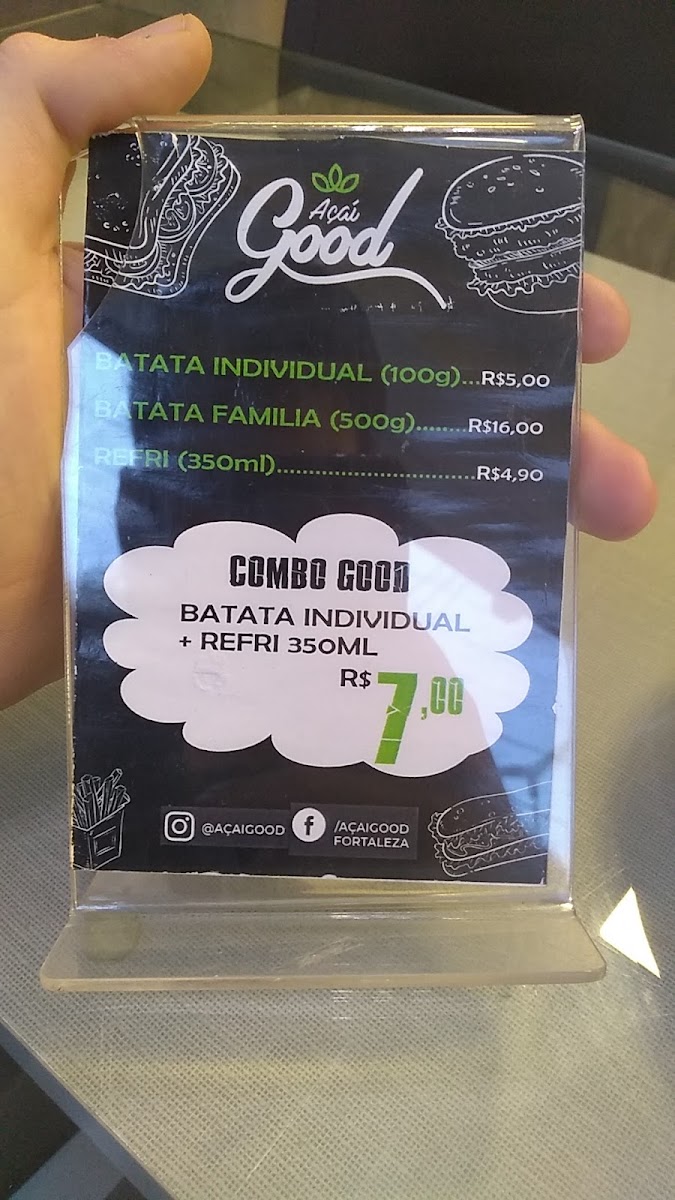 Açaí
Good
BATATA INDIVIDUAL (100g)...R$5,00
BATATA FAMILIA (500g)........R$16,00
REFRI (350ml)..............................R$4,90
COMBO GOOD
BATATA INDIVIDUAL
+ REFRI 350ML
R$ 7,00
@AÇAIGOOD
f /AÇAIGOOD
FORTALEZA